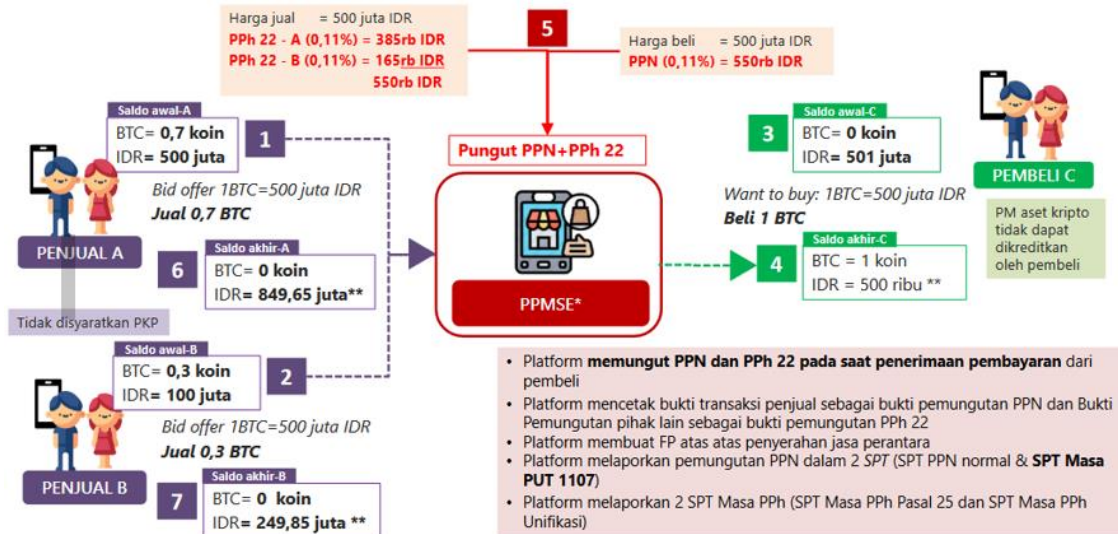 Harga jual = 500 juta IDR
PPh 22 - A (0,11%) = 385rb IDR
PPh 22 - B (0,11%) = 165rb IDR
550rb IDR
5
Harga beli = 500 juta IDR
PPN (0,11%) = 550rb IDR
Pungut PPN+PPh 22
Saldo awal-A
BTC= 0,7 koin
IDR= 500 juta
1
Bid offer 1BTC=500 juta IDR
Jual 0,7 BTC
PENJUAL A
6
Saldo akhir-A
BTC= 0 koin
IDR= 849,65 juta**
Tidak disyaratkan PKP
Saldo awal-B
BTC= 0,3 koin
IDR= 100 juta
2
Bid offer 1BTC=500 juta IDR
Jual 0,3 BTC
PENJUAL B
7
Saldo akhir-B
BTC= 0 koin
IDR= 249,85 juta **
PPMSE*
3
Saldo awal-C
BTC= 0 koin
IDR= 501 juta
Want to buy: 1BTC=500 juta IDR
Beli 1 BTC
PEMBELI C
4
Saldo akhir-C
BTC = 1 koin
IDR = 500 ribu **
PM aset kripto
tidak dapat
dikreditkan
oleh pembeli
• Platform memungut PPN dan PPh 22 pada saat penerimaan pembayaran dari
pembeli
• Platform mencetak bukti transaksi penjual sebagai bukti pemungutan PPN dan Bukti
Pemungutan pihak lain sebagai bukti pemungutan PPh 22
• Platform membuat FP atas atas penyerahan jasa perantara
• Platform melaporkan pemungutan PPN dalam 2 SPT (SPT PPN normal & SPT Masa
PUT 1107)
• Platform melaporkan 2 SPT Masa PPh (SPT Masa PPh Pasal 25 dan SPT Masa PPh
Unifikasi)